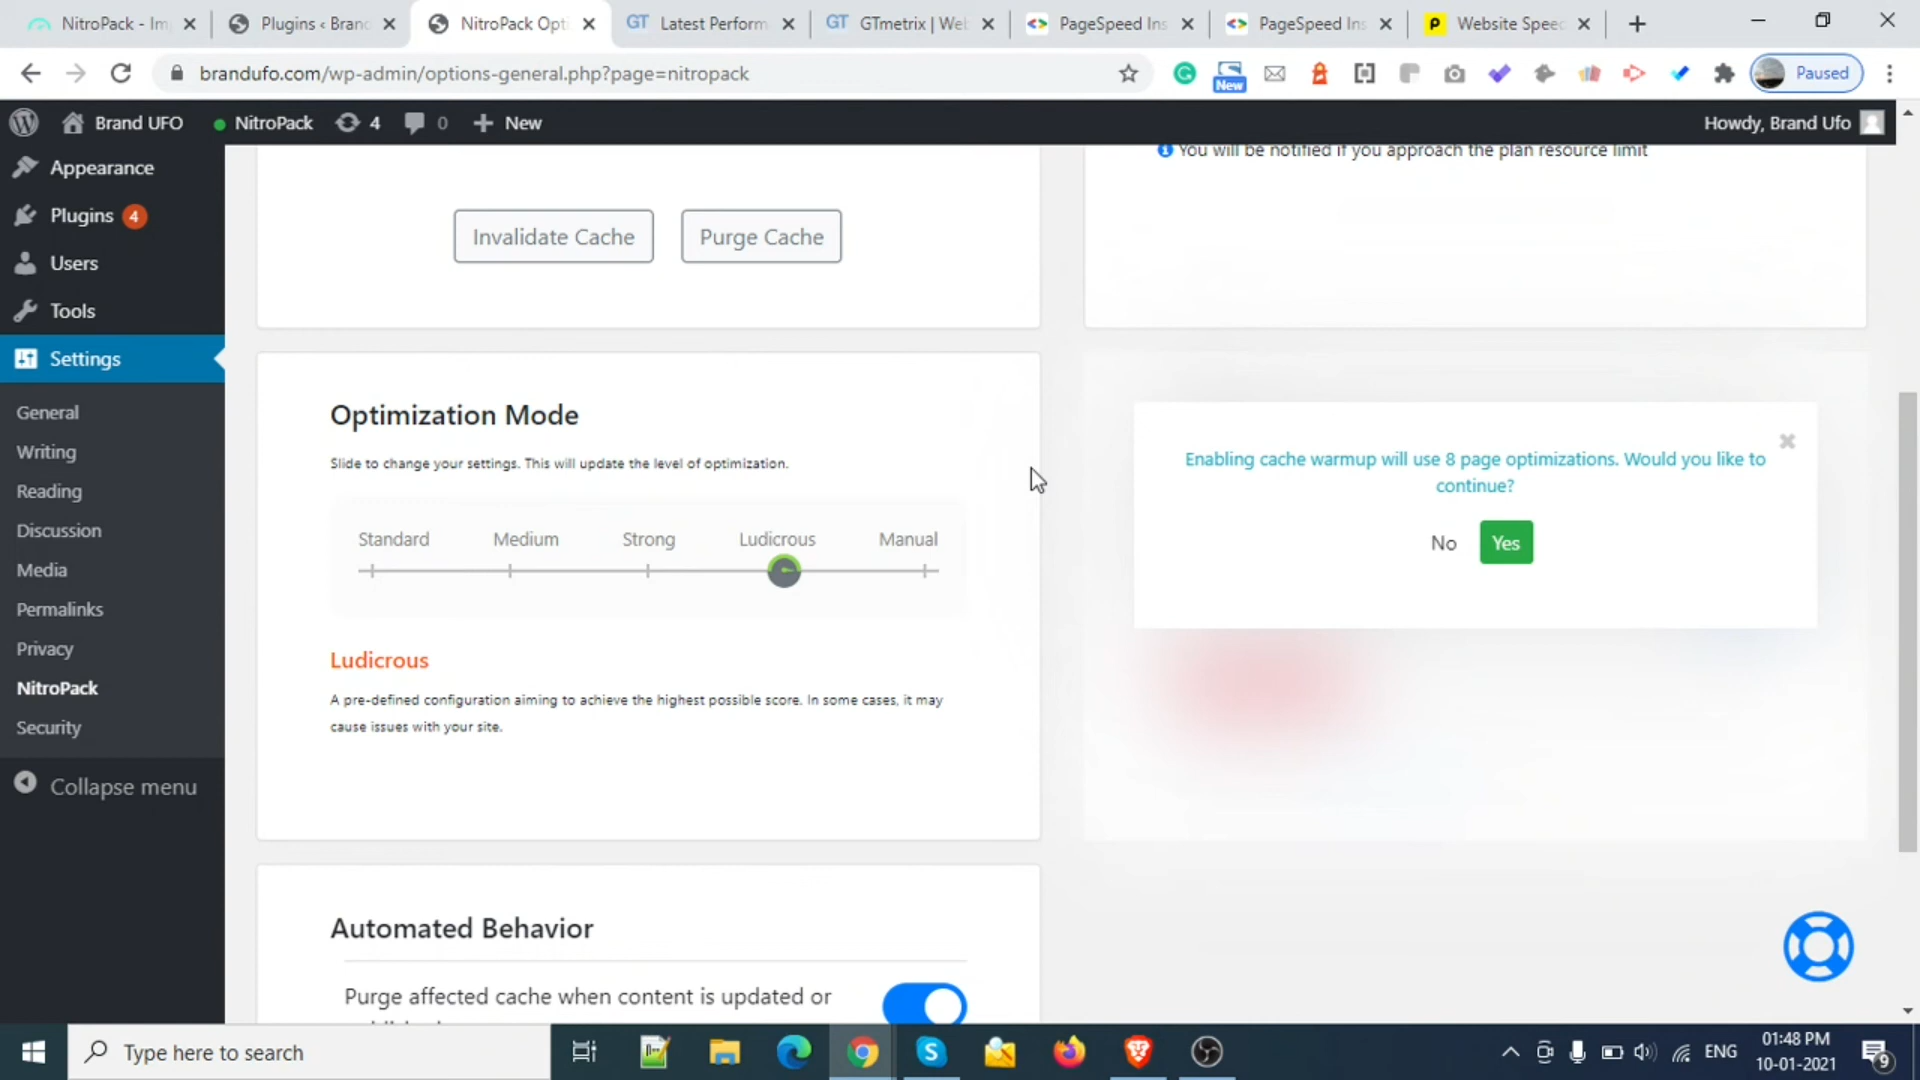 NitroPack - Im
Plugins ‹ Brand
NitroPack Opti
GT Latest Perform
GT GTmetrix | Web
PageSpeed Ins
PageSpeed Ins
P Website Speed
brandufo.com/wp-admin/options-general.php?page=nitropack
New
Paused
Brand UFO
NitroPack
4
0
New
Howdy, Brand Ufo
Appearance
Plugins 4
Users
Tools
Settings
General
Writing
Reading
Discussion
Media
Permalinks
Privacy
NitroPack
Security
Collapse menu
You will be notified if you approach the plan resource limit
Invalidate Cache
Purge Cache
Optimization Mode
Slide to change your settings. This will update the level of optimization.
Standard Medium Strong Ludicrous Manual
Ludicrous
A pre-defined configuration aiming to achieve the highest possible score. In some cases, it may
cause issues with your site.
Enabling cache warmup will use 8 page optimizations. Would you like to
continue?
No Yes
Automated Behavior
Purge affected cache when content is updated or
Type here to search
ENG
01:48 PM
10-01-2021
9